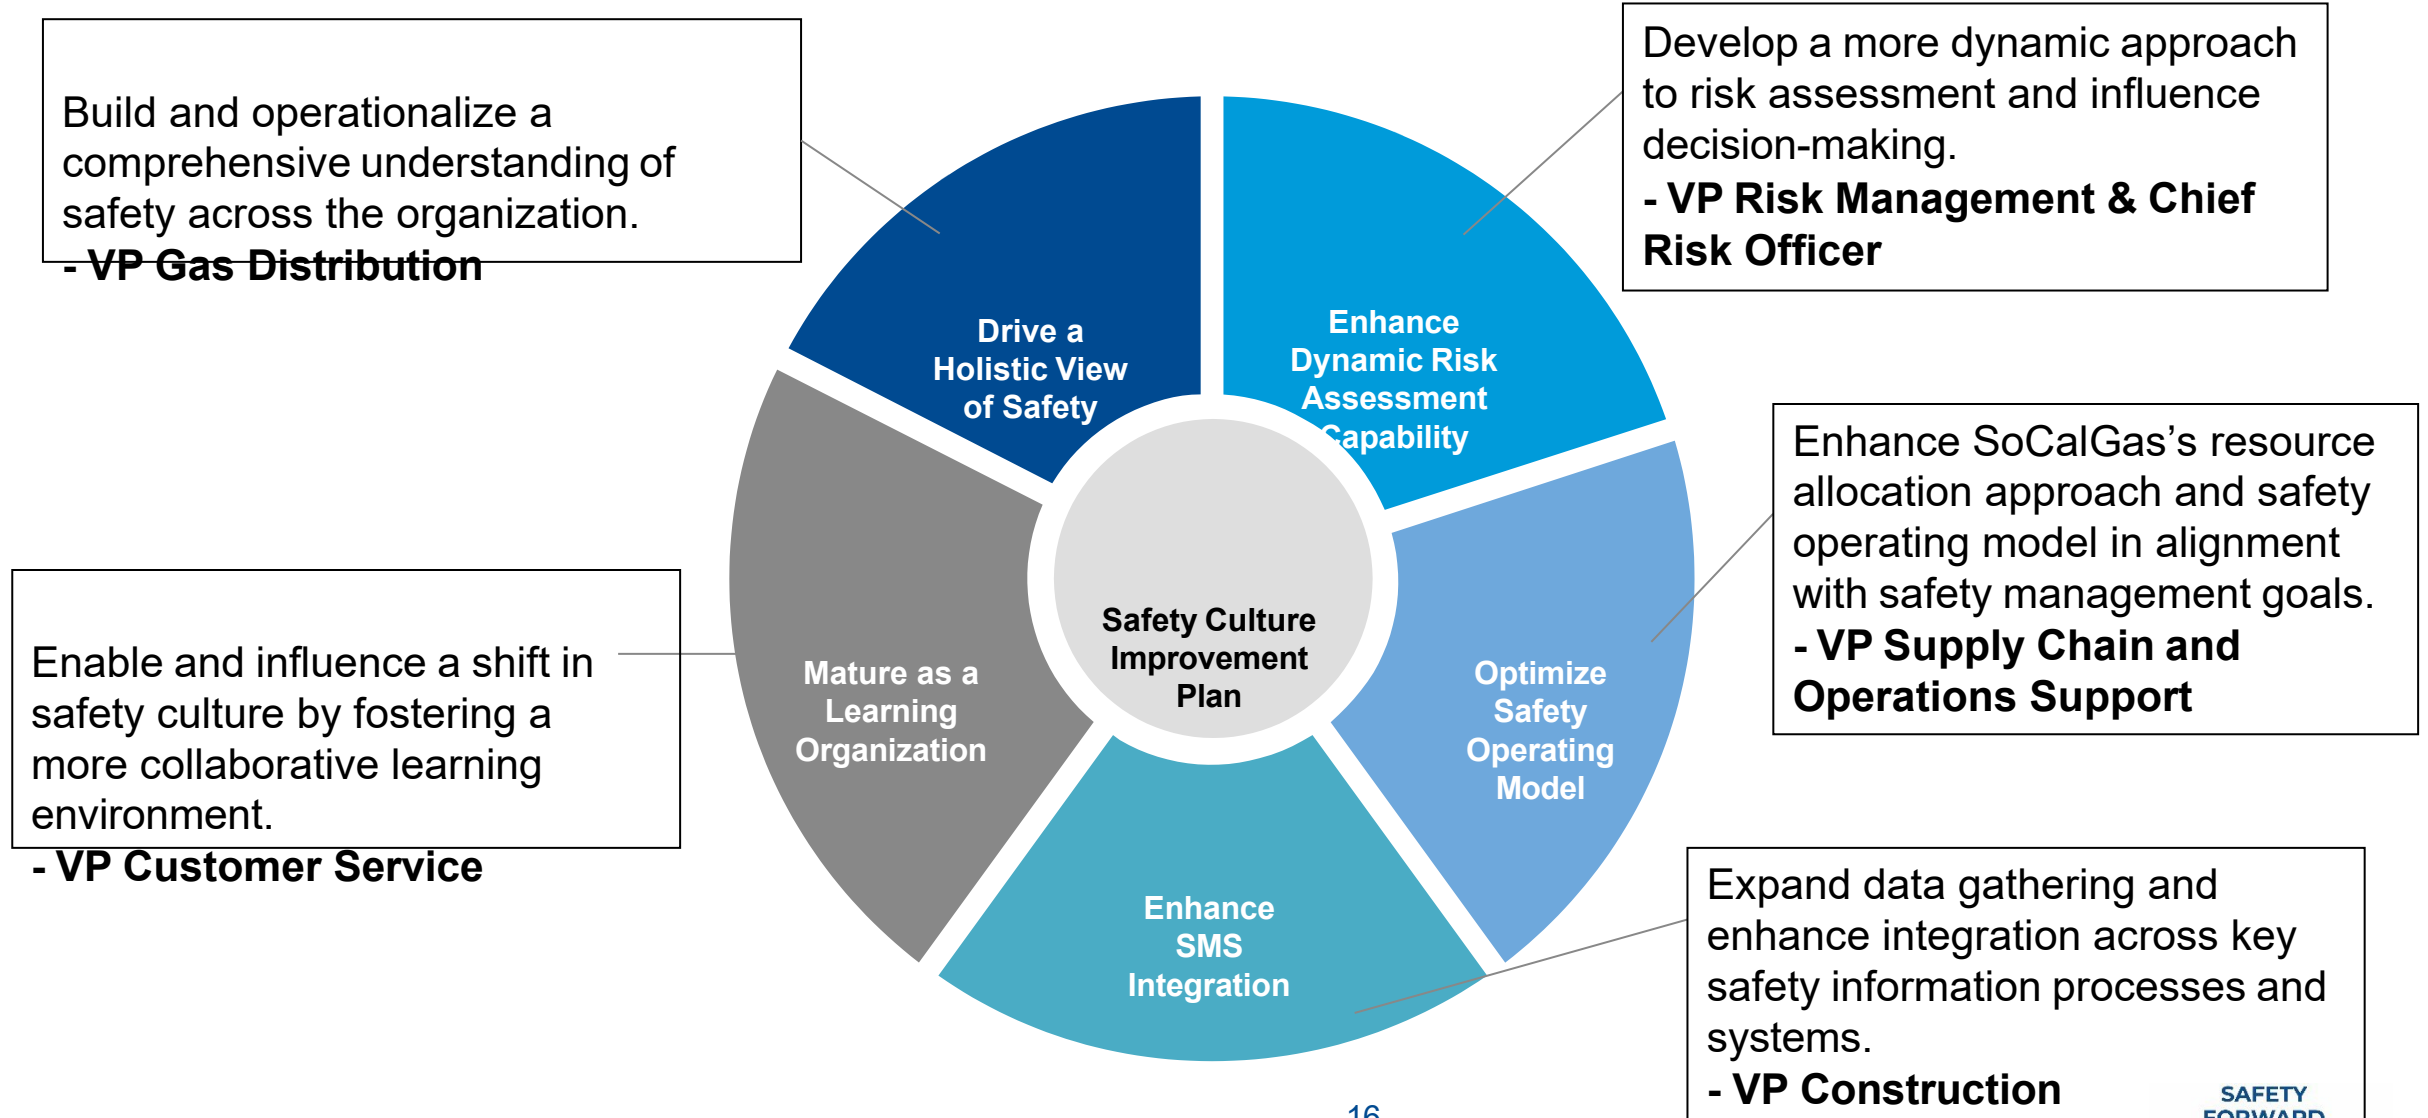 Build and operationalize a
comprehensive understanding of
safety across the organization.
- VP Gas Distribution
Develop a more dynamic approach
to risk assessment and influence
decision-making.
- VP Risk Management & Chief
Risk Officer
Drive a
Holistic View
of Safety
Enhance
Dynamic Risk
Assessment
Capability
Enhance SoCalGas’s resource
allocation approach and safety
operating model in alignment
with safety management goals.
- VP Supply Chain and
Operations Support
Enable and influence a shift in
safety culture by fostering a
more collaborative learning
environment.
- VP Customer Service
Mature as a
Learning
Organization
Safety Culture
Improvement
Plan
Optimize
Safety
Operating
Model
Enhance
SMS
Integration
Expand data gathering and
enhance integration across key
safety information processes and
systems.
- VP Construction
16
SAFETY
FORWARD